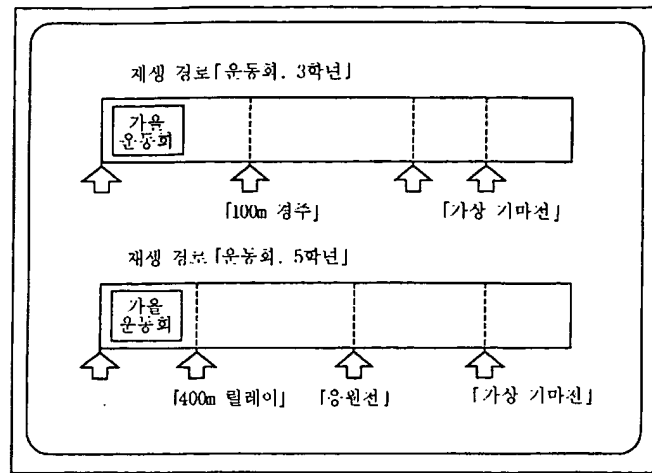 재생 경로「운동회. 3학년」
가을
운동회
「100m 경주」
「가상 기마전」
재생 경로「운동회. 5학년」
가을
운동회
「400m 릴레이」
「응원전」
「가상 기마전」